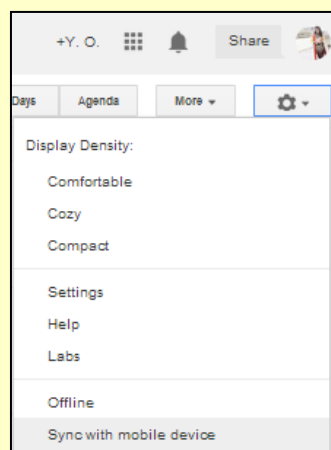 +Y. O. Share
Days Agenda More
Display Density:
Comfortable
Cozy
Compact
Settings
Help
Labs
Offline
Sync with mobile device